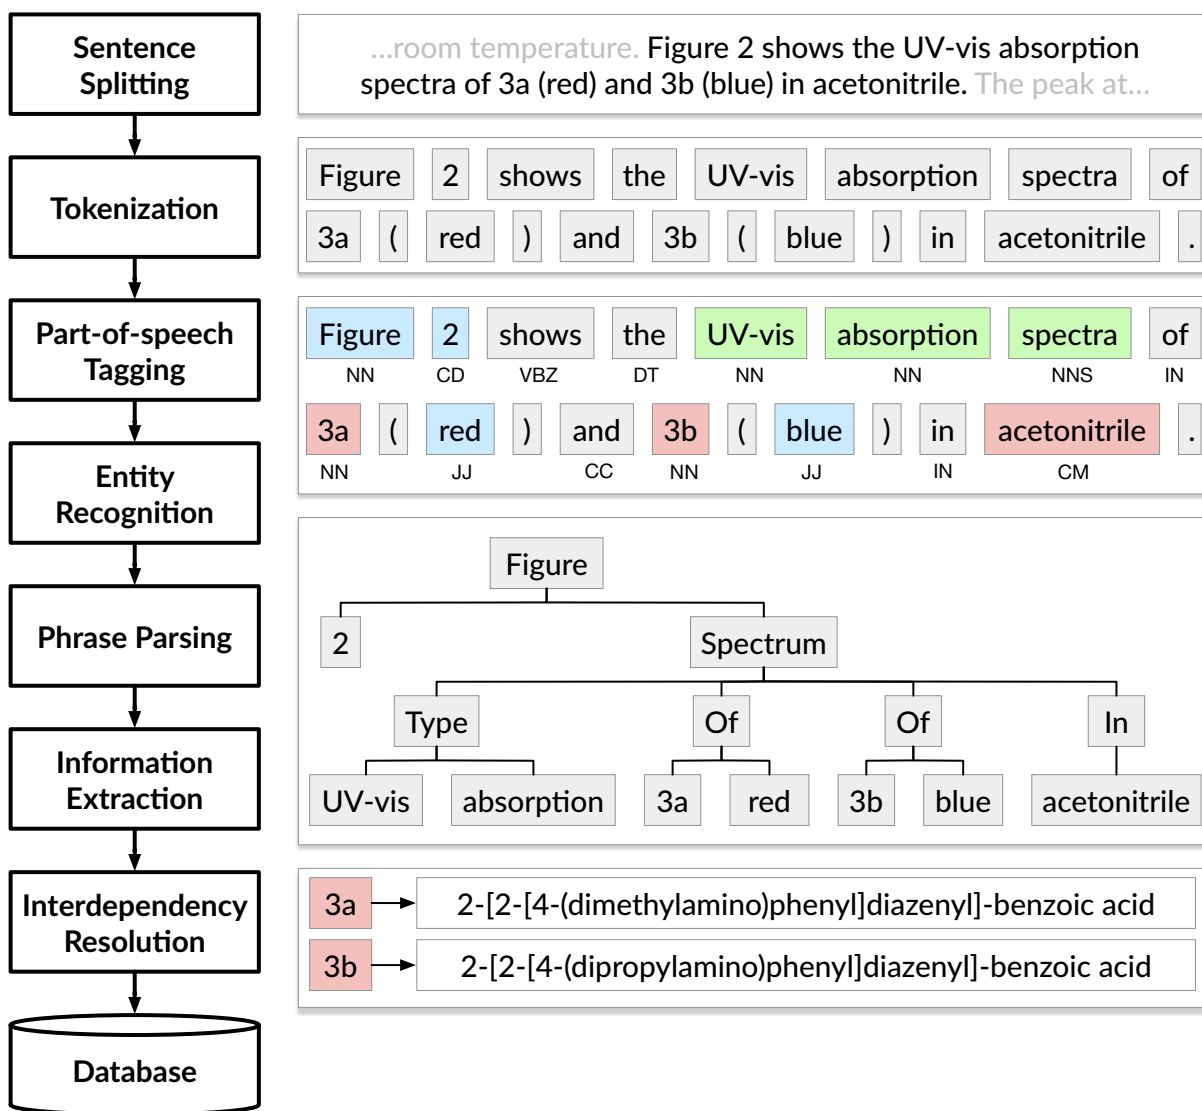 Sentence
Splitting
Tokenization
Part-of-speech
Tagging
Entity
Recognition
Phrase Parsing
Information
Extraction
Interdependency
Resolution
Database
...room temperature. Figure 2 shows the UV-vis absorption
spectra of 3a (red) and 3b (blue) in acetonitrile. The peak at...
Figure 2 shows the UV-vis absorption spectra of
3a ( red ) and 3b ( blue ) in acetonitrile .
Figure 2 shows the UV-vis absorption spectra of
NN CD VBZ DT NN NN NNS IN
3a ( red ) and 3b ( blue ) in acetonitrile .
NN JJ CC NN JJ IN CM
Figure
2 Spectrum
Type Of Of In
UV-vis absorption 3a red 3b blue acetonitrile
3a 2-[2-[4-(dimethylamino)phenyl]diazenyl]-benzoic acid
3b 2-[2-[4-(dipropylamino)phenyl]diazenyl]-benzoic acid